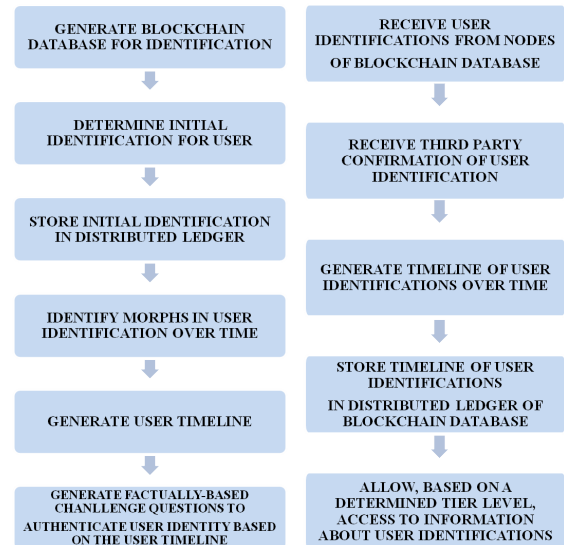 GENERATE BLOCKCHAIN
DATABASE FOR IDENTIFICATION
DETERMINE INITIAL
IDENTIFICATION FOR USER
STORE INITIAL IDENTIFICATION
IN DISTRIBUTED LEDGER
IDENTIFY MORPHS IN USER
IDENTIFICATION OVER TIME
GENERATE USER TIMELINE
GENERATE FACTUALLY-BASED
CHANLLENGE QUESTIONS TO
AUTHENTICATE USER IDENTITY BASED
ON THE USER TIMELINE
RECEIVE USER
IDENTIFICATIONS FROM NODES
OF BLOCKCHAIN DATABASE
RECEIVE THIRD PARTY
CONFIRMATION OF USER
IDENTIFICATION
GENERATE TIMELINE OF USER
IDENTIFICATIONS OVER TIME
STORE TIMELINE OF USER
IDENTIFICATIONS
IN DISTRIBUTED LEDGER OF
BLOCKCHAIN DATABASE
ALLOW, BASED ON A
DETERMINED TIER LEVEL,
ACCESS TO INFORMATION
ABOUT USER IDENTIFICATIONS